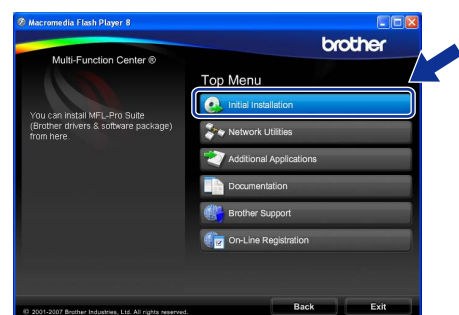 Macromedia Flash Player 8
brother
Multi-Function Center ®
Top Menu
You can install MFL-Pro Suite
(Brother drivers & software package)
from here.
Initial Installation
Network Utilities
Additional Applications
Documentation
Brother Support
On-Line Registration
© 2001-2007 Brother Industries, Ltd. All rights reserved.
Back
Exit